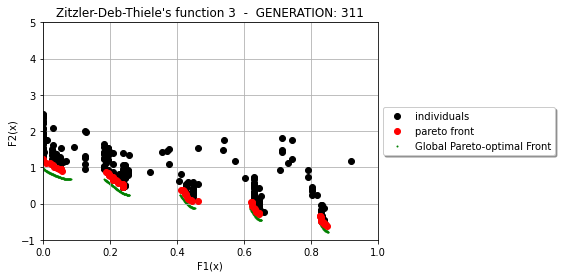 Zitzler-Deb-Thiele's function 3 - GENERATION: 311
5
4
3
2
1
0
−1
F2(x)
0.0 0.2 0.4 0.6 0.8 1.0
F1(x)
individuals
pareto front
Global Pareto-optimal Front